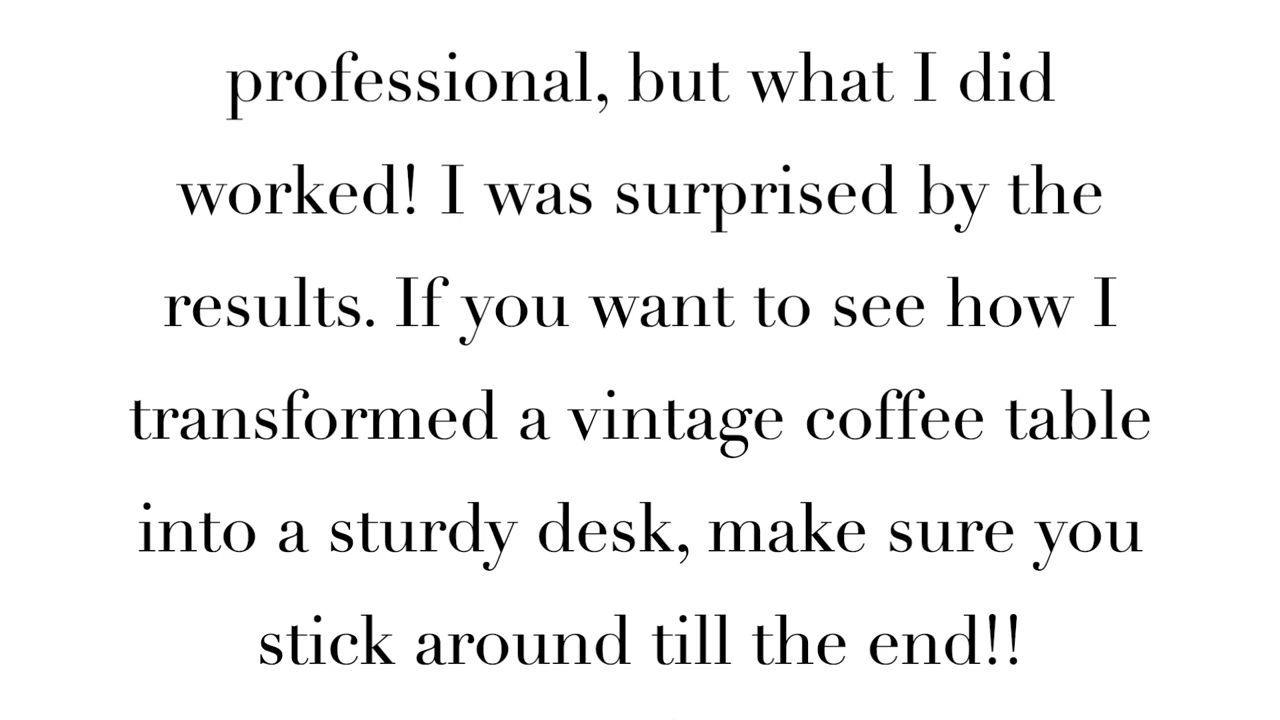 professional, but what I did
worked! I was surprised by the
results. If you want to see how I
transformed a vintage coffee table
into a sturdy desk, make sure you
stick around till the end!!